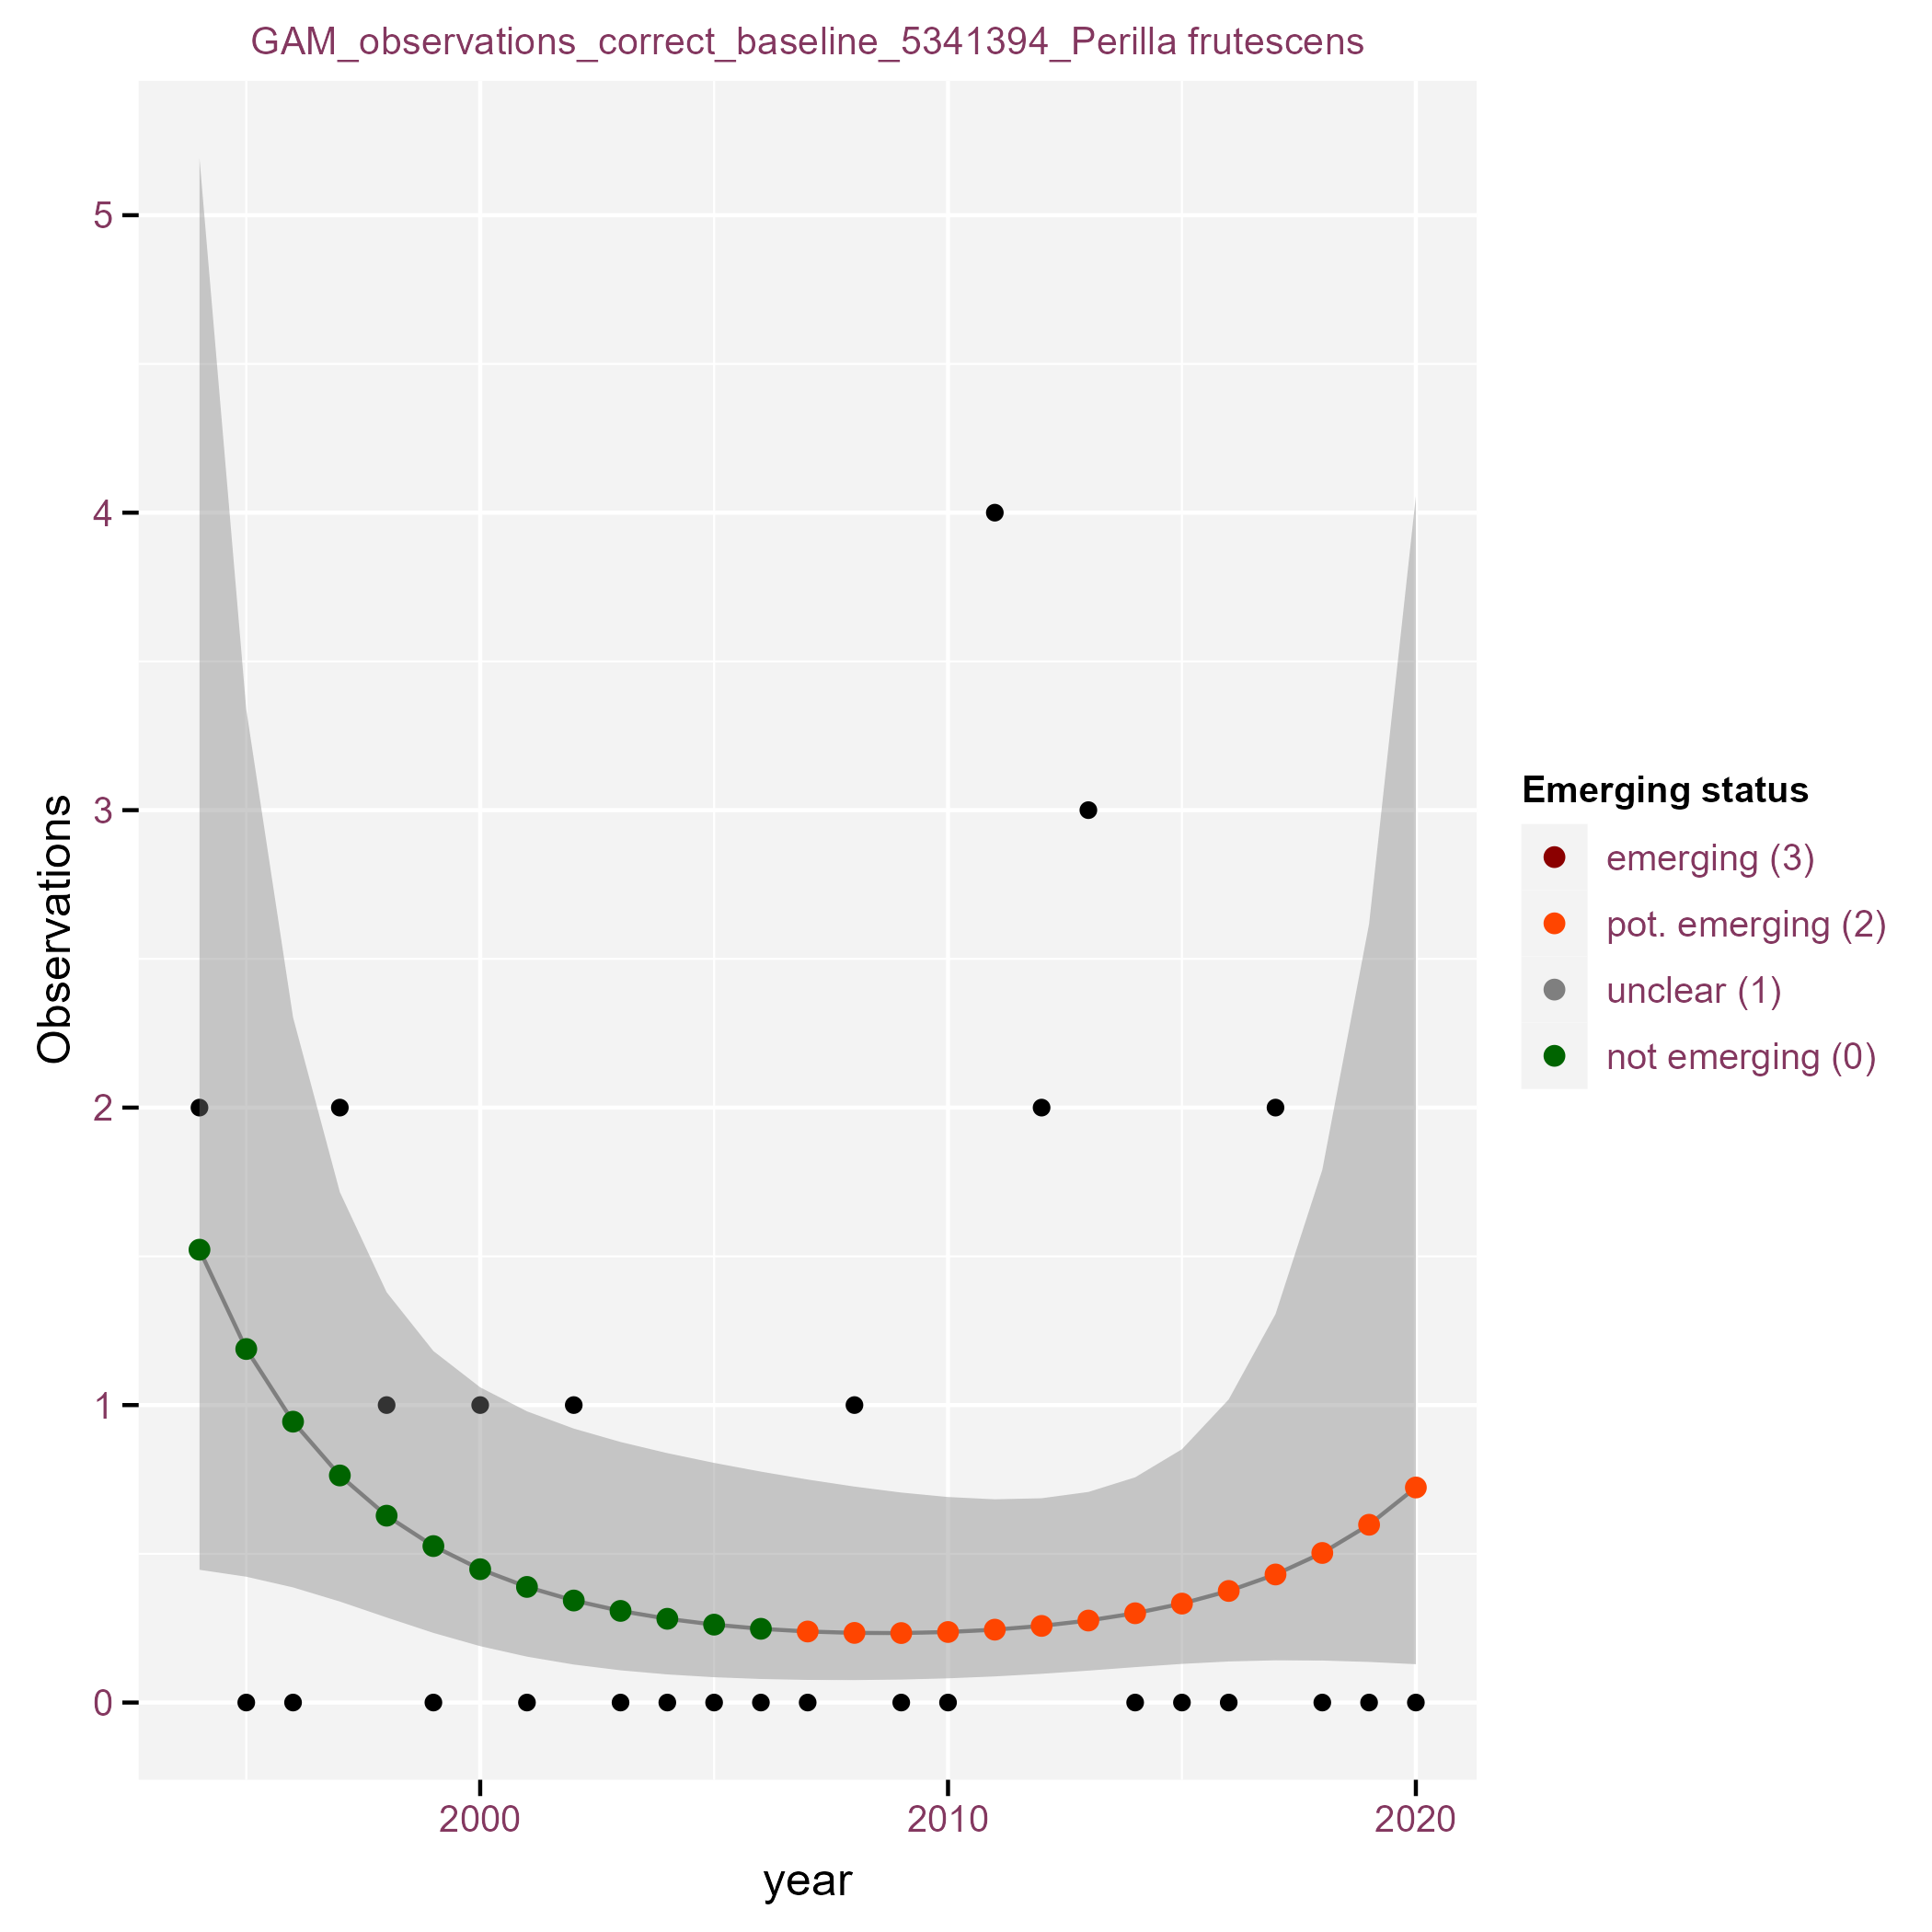 GAM_observations_correct_baseline_5341394_Perilla frutescens
Observations
5
4
3
2
1
0
2000 2010 2020
year
Emerging status
emerging (3)
pot. emerging (2)
unclear (1)
not emerging (0)